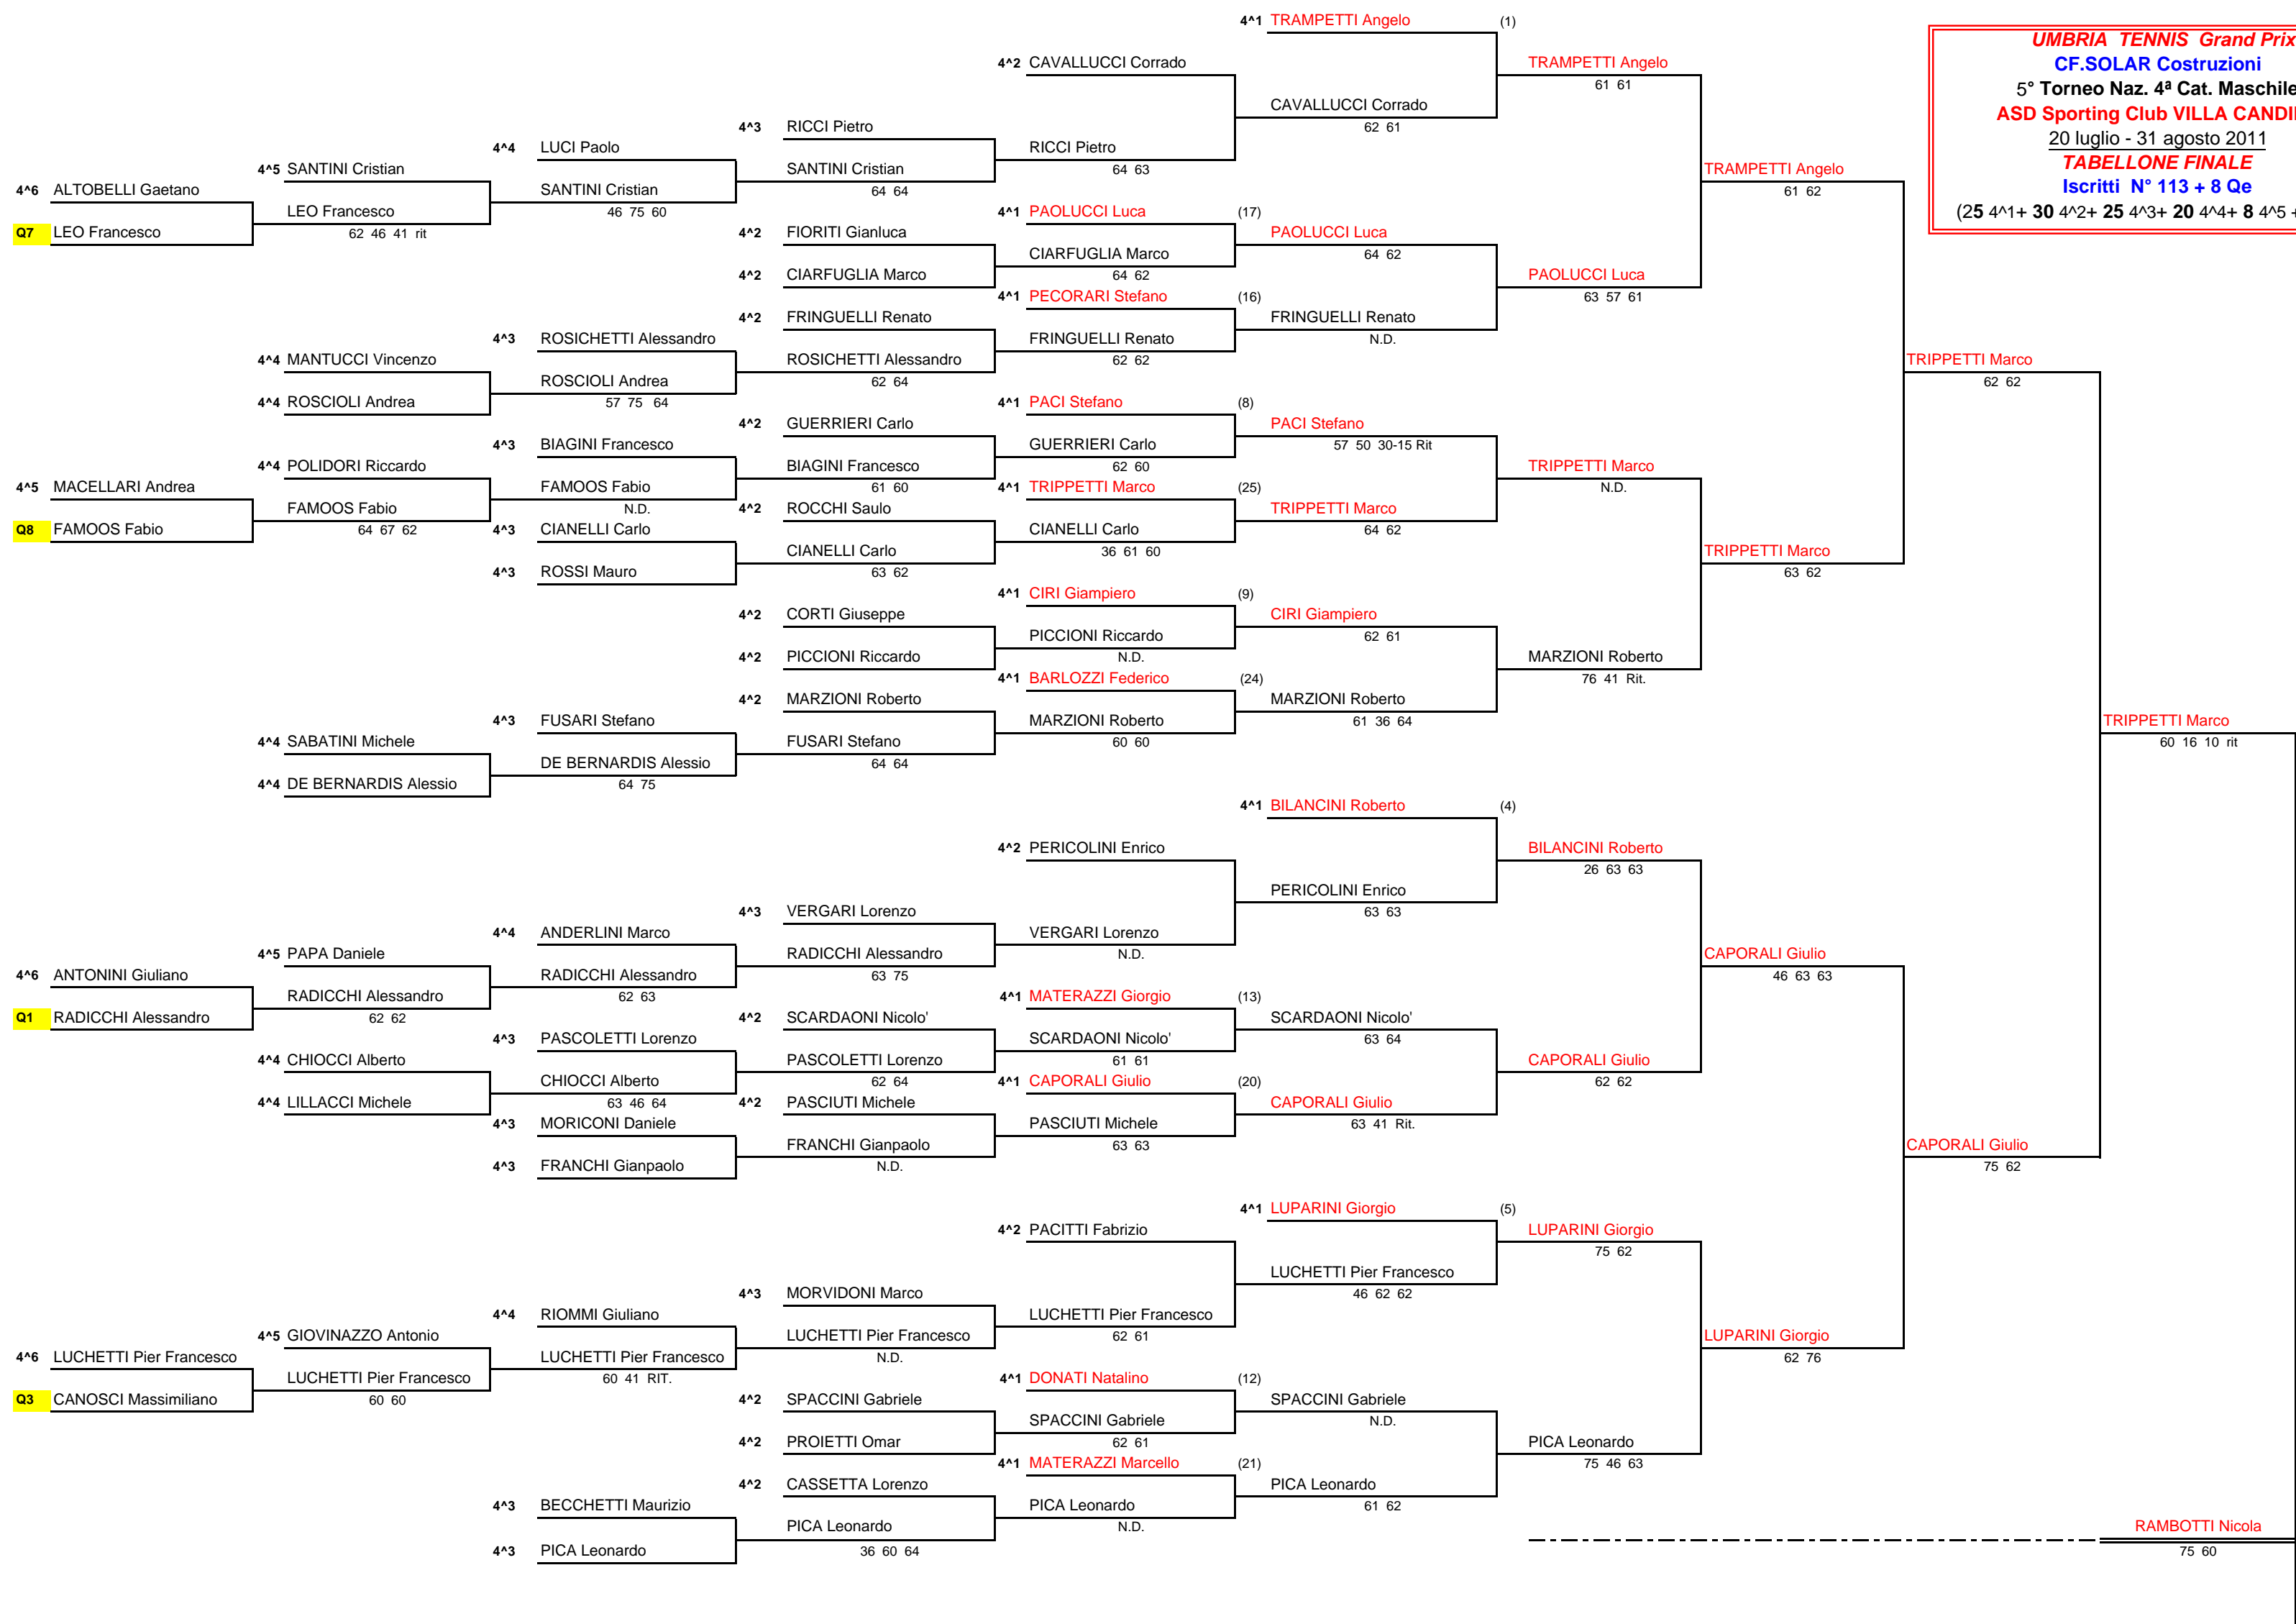 UMBRIA TENNIS Grand Prix
CF.SOLAR Costruzioni
5° Torneo Naz. 4ª Cat. Maschile
ASD Sporting Club VILLA
20 luglio - 31 agosto 2011
TABELLONE FINALE
Iscritti N° 113 + 8 Qe
(25 4^1+ 30 4^2+ 25 4^3+ 20 4^4+ 8 4^5 +
4^6 ALTOBELLI Gaetano
Q7 LEO Francesco
4^5 MACELLARI Andrea
Q8 FAMOOS Fabio
4^6 ANTONINI Giuliano
Q1 RADICCHI Alessandro
4^6 LUCHETTI Pier Francesco
Q3 CANOSCI Massimiliano
4^5 SANTINI Cristian
LEO Francesco
62 46 41 rit
4^4 MANTUCCI Vincenzo
4^4 ROSCIOLI Andrea
4^4 POLIDORI Riccardo
FAMOOS Fabio
64 67 62
4^4 SABATINI Michele
4^4 DE BERNARDIS Alessio
4^5 PAPA Daniele
RADICCHI Alessandro
62 62
4^4 CHIOCCI Alberto
4^4 LILLACCI Michele
4^5 GIOVINAZZO Antonio
LUCHETTI Pier Francesco
60 60
4^4 LUCI Paolo
SANTINI Cristian
46 75 60
4^3 ROSICHETTI Alessandro
ROSCIOLI Andrea
57 75 64
4^3 BIAGINI Francesco
FAMOOS Fabio
N.D.
4^3 CIANELLI Carlo
4^3 ROSSI Mauro
4^3 FUSARI Stefano
DE BERNARDIS Alessio
64 75
4^4 ANDERLINI Marco
RADICCHI Alessandro
62 63
4^3 PASCOLETTI Lorenzo
CHIOCCI Alberto
63 46 64
4^3 MORICONI Daniele
4^3 FRANCHI Gianpaolo
4^4 RIOMMI Giuliano
LUCHETTI Pier Francesco
60 41 RIT.
4^3 BECCHETTI Maurizio
4^3 PICA Leonardo
4^3 RICCI Pietro
SANTINI Cristian
64 64
4^2 FIORITI Gianluca
4^2 CIARFUGLIA Marco
4^2 FRINGUELLI Renato
ROSICHETTI Alessandro
62 64
4^2 GUERRIERI Carlo
BIAGINI Francesco
61 60
4^2 ROCCHI Saulo
CIANELLI Carlo
63 62
4^2 CORTI Giuseppe
4^2 PICCIONI Riccardo
4^2 MARZIONI Roberto
FUSARI Stefano
64 64
4^3 VERGARI Lorenzo
RADICCHI Alessandro
63 75
4^2 SCARDAONI Nicolo'
PASCOLETTI Lorenzo
62 64
4^2 PASCIUTI Michele
FRANCHI Gianpaolo
N.D.
4^3 MORVIDONI Marco
LUCHETTI Pier Francesco
N.D.
4^2 SPACCINI Gabriele
4^2 PROIETTI Omar
4^2 CASSETTA Lorenzo
PICA Leonardo
36 60 64
4^2 CAVALLUCCI Corrado
RICCI Pietro
64 63
4^1 PAOLUCCI Luca (17)
CIARFUGLIA Marco
64 62
4^1 PECORARI Stefano (16)
FRINGUELLI Renato
62 62
4^1 PACI Stefano (8)
GUERRIERI Carlo
62 60
4^1 TRIPPETTI Marco (25)
CIANELLI Carlo
36 61 60
4^1 CIRI Giampiero (9)
PICCIONI Riccardo
N.D.
4^1 BARLOZZI Federico (24)
MARZIONI Roberto
60 60
4^2 PERICOLINI Enrico
VERGARI Lorenzo
N.D.
4^1 MATERAZZI Giorgio (13)
SCARDAONI Nicolo'
61 61
4^1 CAPORALI Giulio (20)
PASCIUTI Michele
63 63
4^2 PACITTI Fabrizio
LUCHETTI Pier Francesco
62 61
4^1 DONATI Natalino (12)
SPACCINI Gabriele
62 61
4^1 MATERAZZI Marcello (21)
PICA Leonardo
N.D.
4^1 TRAMPETTI Angelo (1)
CAVALLUCCI Corrado
62 61
PAOLUCCI Luca
64 62
FRINGUELLI Renato
N.D.
PACI Stefano
57 50 30-15 Rit
TRIPPETTI Marco
64 62
CIRI Giampiero
62 61
MARZIONI Roberto
61 36 64
4^1 BILANCINI Roberto (4)
PERICOLINI Enrico
63 63
SCARDAONI Nicolo'
63 64
CAPORALI Giulio
63 41 Rit.
4^1 LUPARINI Giorgio (5)
LUCHETTI Pier Francesco
46 62 62
SPACCINI Gabriele
N.D.
PICA Leonardo
61 62
TRAMPETTI Angelo
61 61
PAOLUCCI Luca
63 57 61
TRIPPETTI Marco
N.D.
MARZIONI Roberto
76 41 Rit.
BILANCINI Roberto
26 63 63
CAPORALI Giulio
62 62
LUPARINI Giorgio
75 62
PICA Leonardo
75 46 63
TRAMPETTI Angelo
61 62
TRIPPETTI Marco
63 62
CAPORALI Giulio
46 63 63
LUPARINI Giorgio
62 76
TRIPPETTI Marco
62 62
CAPORALI Giulio
75 62
TRIPPETTI Marco
60 16 10 rit
RAMBOTTI Nicola
75 60